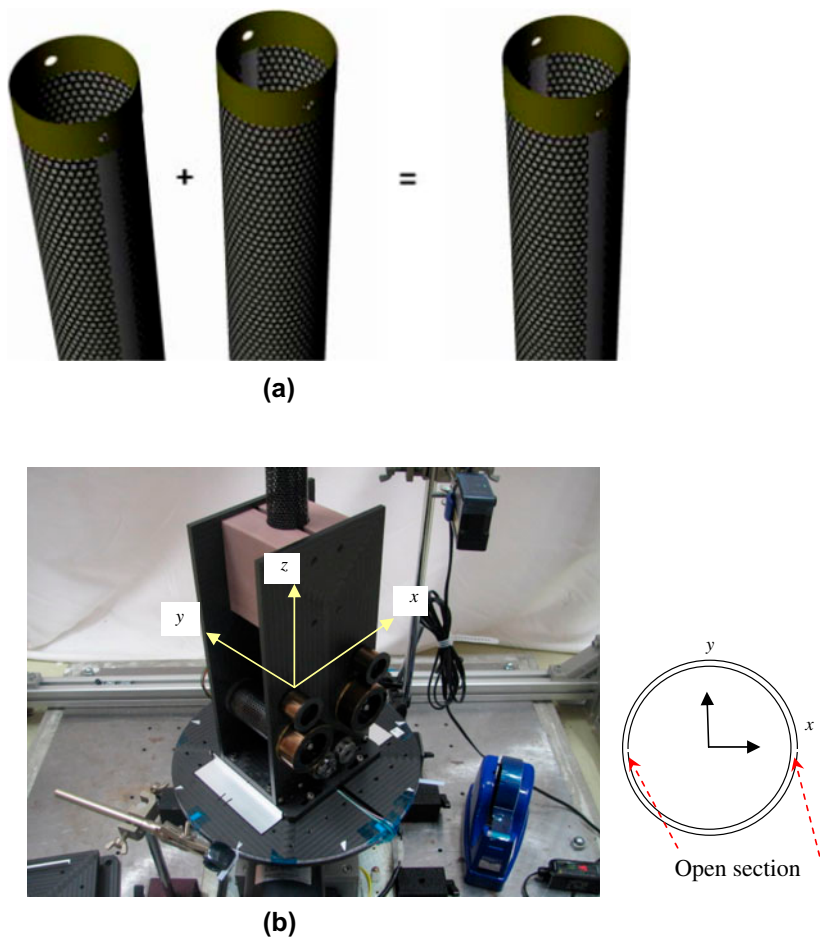 + =
(a)
z
y x
y
x
Open section
(b)